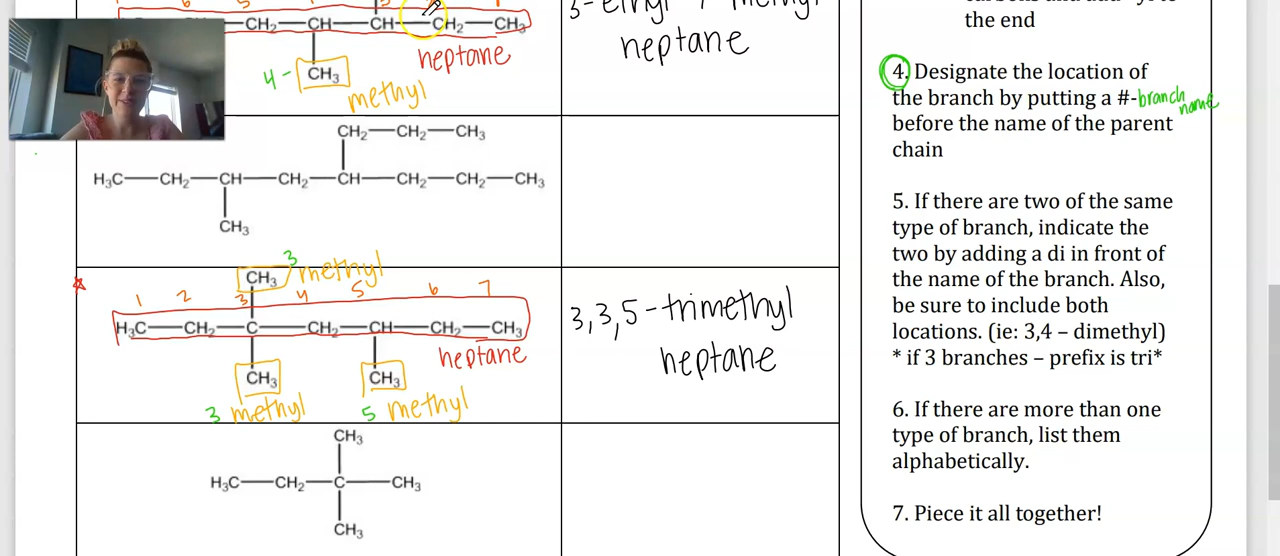 CH₂ CH CH CH₂ CH₃
heptane
4- CH₃
methyl
3-ethyl
methyl
heptane
the end
4. Designate the location of
the branch by putting a #-branch name
before the name of the parent
chain
CH₂ CH₂ CH₃
H₃C CH₂ CH CH₂ CH CH₂ CH₂ CH₃
CH₃
5. If there are two of the same
type of branch, indicate the
two by adding a di in front of
the name of the branch. Also,
be sure to include both
locations. (ie: 3,4 – dimethyl)
* if 3 branches – prefix is tri*
CH₃ 3 methyl
1 2 3 4 5 6 7
H₃C CH₂ C CH₂ CH CH₂ CH₃
heptane
CH₃ CH₃
3 methyl 5 methyl
3,3,5-trimethyl
heptane
6. If there are more than one
type of branch, list them
alphabetically.
CH₃
H₃C CH₂ C CH₃
CH₃
7. Piece it all together!